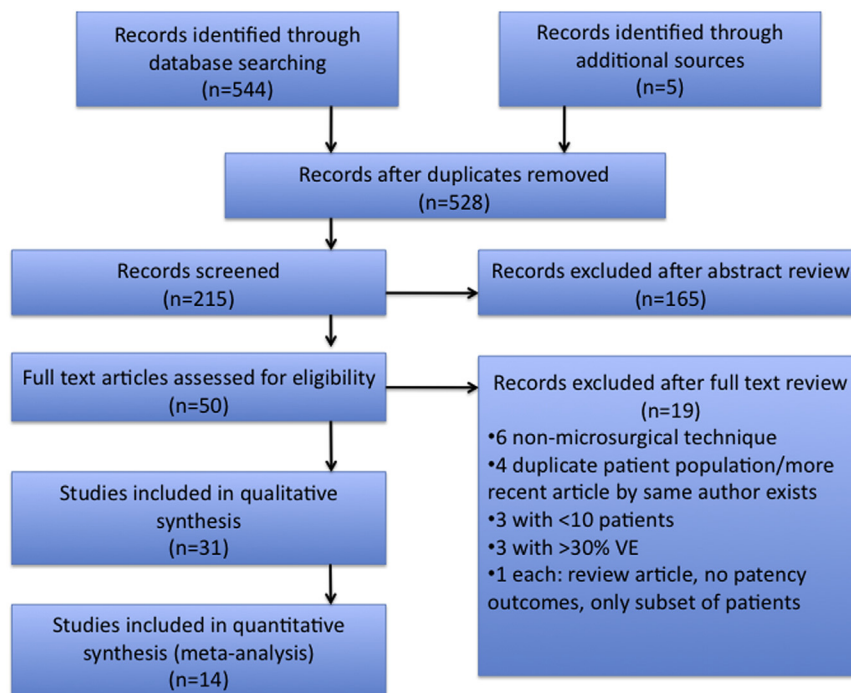 Records identified through
database searching
(n=544)
Records identified through
additional sources
(n=5)
Records after duplicates removed
(n=528)
Records screened
(n=215)
Records excluded after abstract review
(n=165)
Full text articles assessed for eligibility
(n=50)
Records excluded after full text review
(n=19)
•6 non-microsurgical technique
•4 duplicate patient population/more
recent article by same author exists
•3 with <10 patients
•3 with >30% VE
•1 each: review article, no patency
outcomes, only subset of patients
Studies included in qualitative
synthesis
(n=31)
Studies included in quantitative
synthesis (meta-analysis)
(n=14)